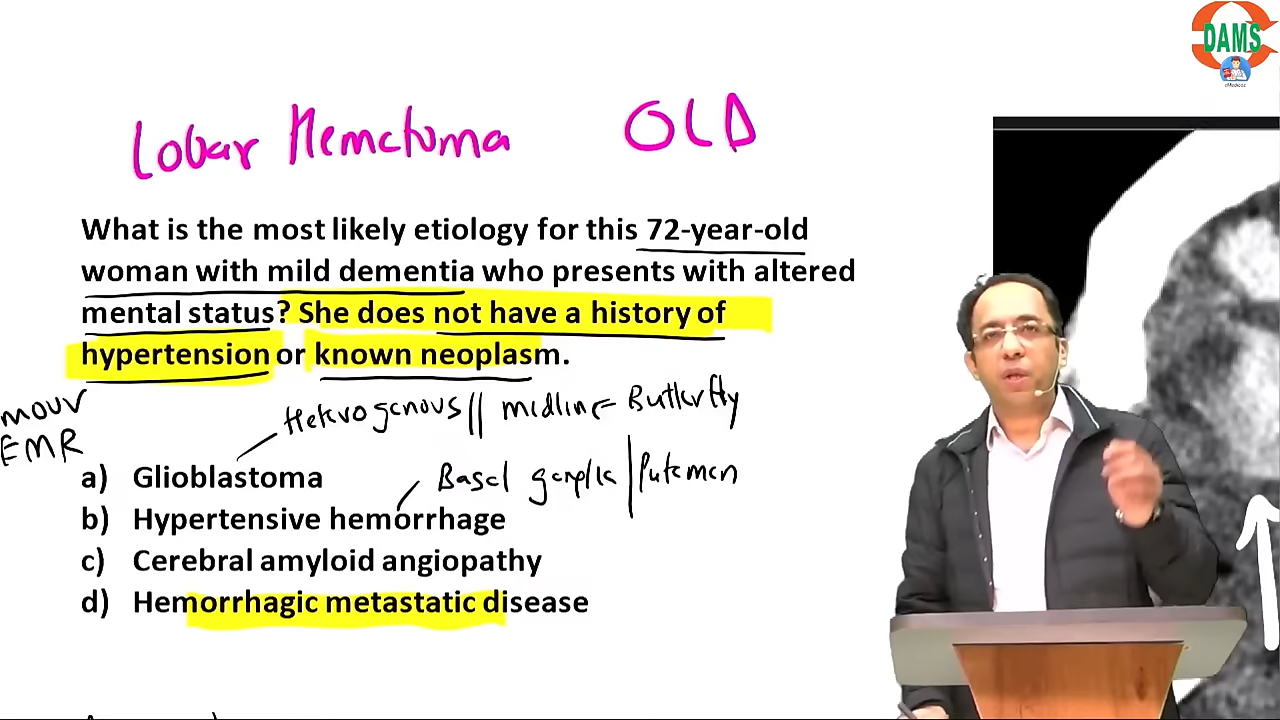 DAMS
eMedicoz
Lobar Hematoma OLD
What is the most likely etiology for this 72-year-old
woman with mild dementia who presents with altered
mental status? She does not have a history of
hypertension or known neoplasm.
EMR
Heterogenous || midline Butterfly
a) Glioblastoma
Basal ganglia | Putamen
b) Hypertensive hemorrhage
c) Cerebral amyloid angiopathy
d) Hemorrhagic metastatic disease